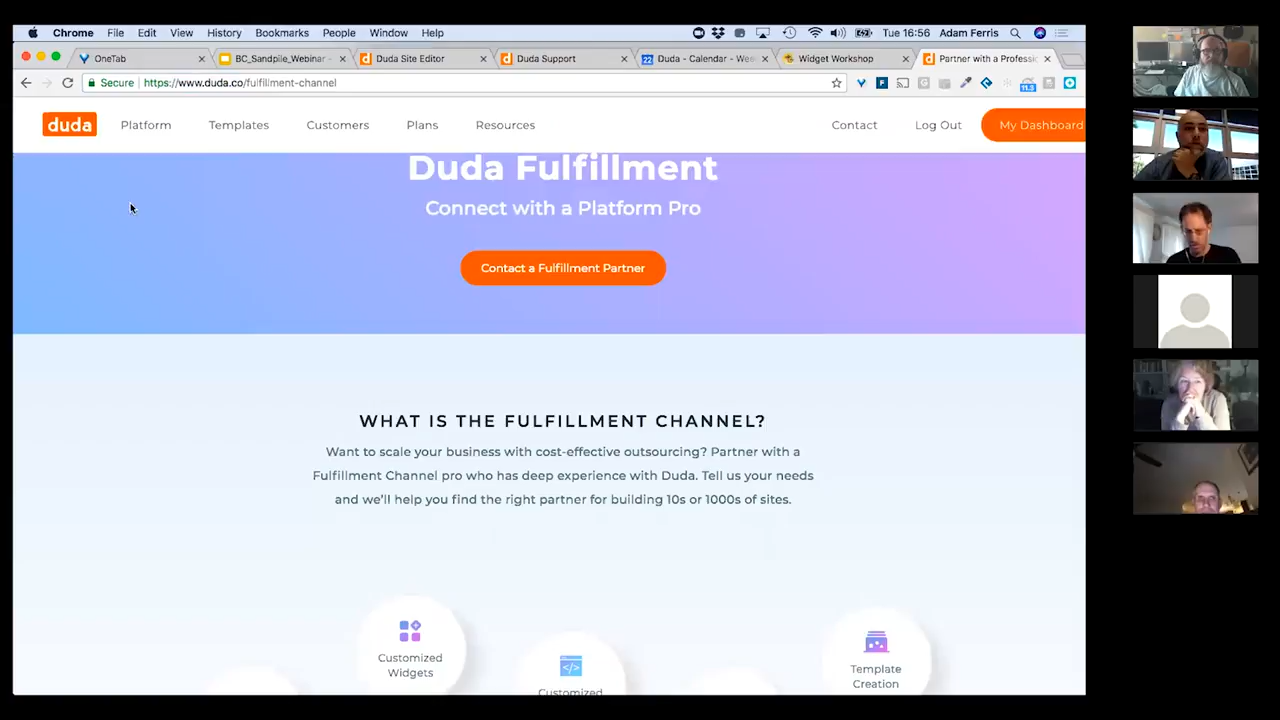 Chrome File Edit View History Bookmarks People Window Help Tue 16:56 Adam Ferris
OneTab BC_Sandpile_Webinar - Duda Site Editor Duda Support 22 Duda - Calendar - Wee Widget Workshop Partner with a Professi
Secure https://www.duda.co/fulfillment-channel 11.3
duda Platform Templates Customers Plans Resources Contact Log Out My Dashboard
Duda Fulfillment
Connect with a Platform Pro
Contact a Fulfillment Partner
WHAT IS THE FULFILLMENT CHANNEL?
Want to scale your business with cost-effective outsourcing? Partner with a
Fulfillment Channel pro who has deep experience with Duda. Tell us your needs
and we'll help you find the right partner for building 10s or 1000s of sites.
Customized
Widgets
Customized
Template
Creation